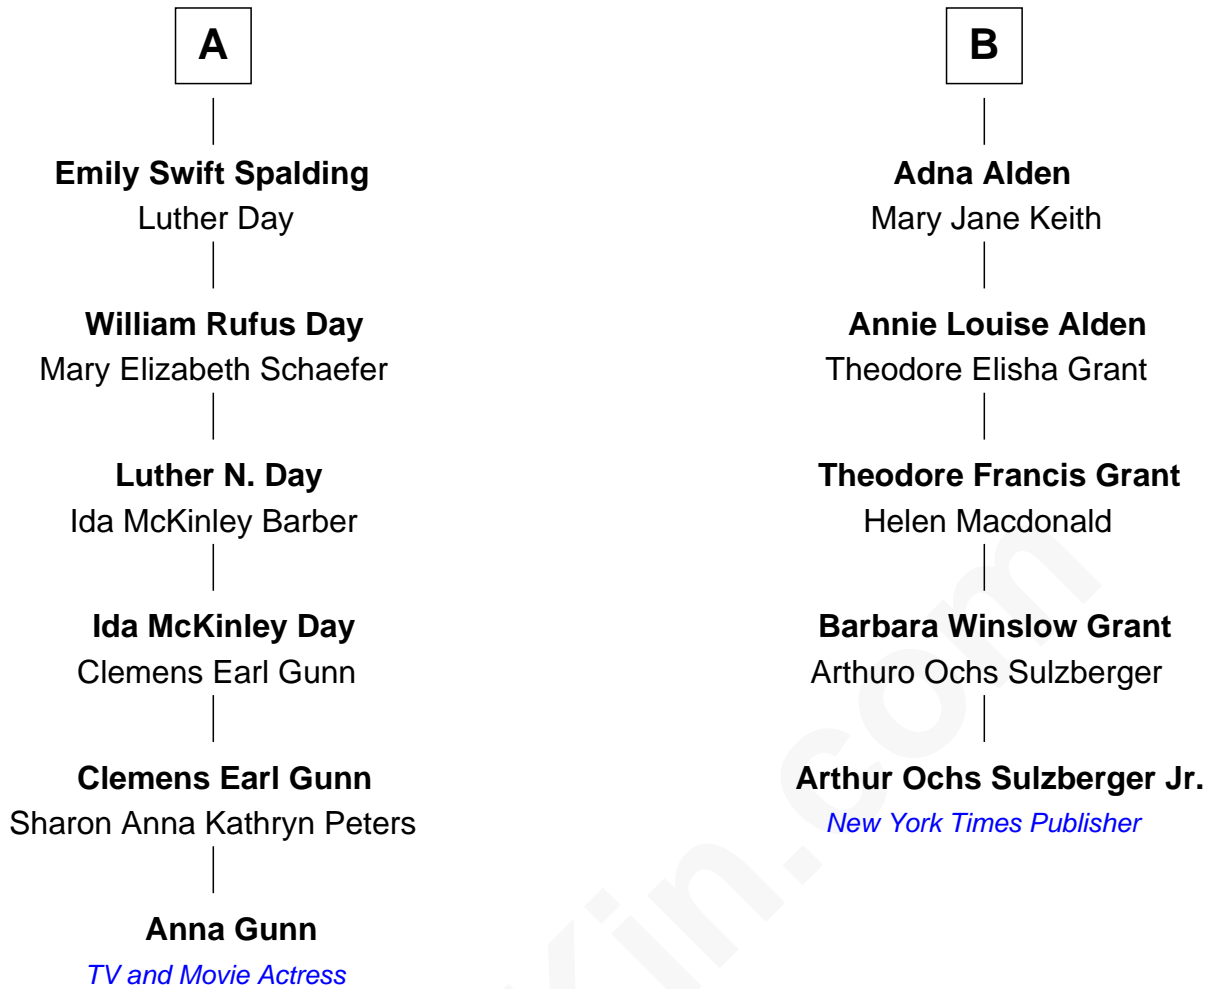 A
Emily Swift Spalding
Luther Day
William Rufus Day
Mary Elizabeth Schaefer
Luther N. Day
Ida McKinley Barber
Ida McKinley Day
Clemens Earl Gunn
Clemens Earl Gunn
Sharon Anna Kathryn Peters
Anna Gunn
TV and Movie Actress
B
Adna Alden
Mary Jane Keith
Annie Louise Alden
Theodore Elisha Grant
Theodore Francis Grant
Helen Macdonald
Barbara Winslow Grant
Arthuro Ochs Sulzberger
Arthur Ochs Sulzberger Jr.
New York Times Publisher
Kin.com